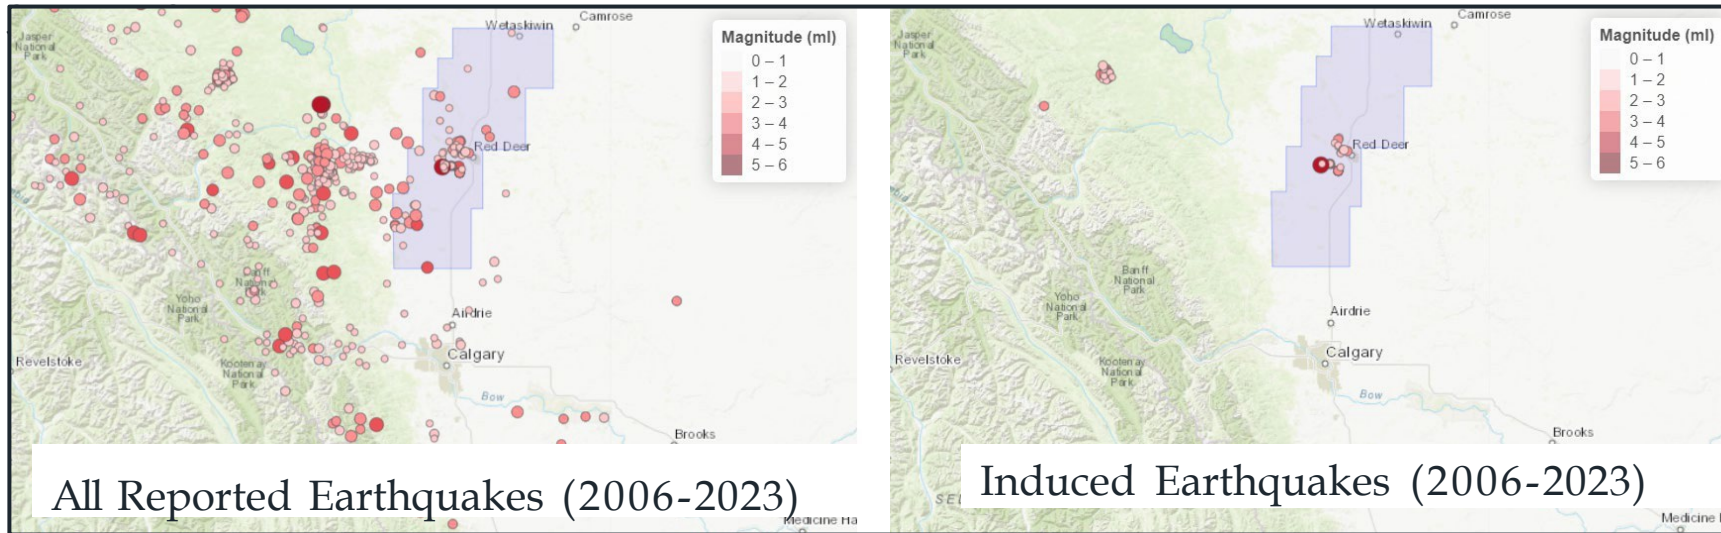 Camrose
Wetaskiwin
Jasper
National
Park
Magnitude (ml)
0 – 1
1 – 2
2 – 3
3 – 4
4 – 5
5 – 6
Red Deer
Banff
National
Park
Yoho
National
Park
Airdrie
Calgary
Revelstoke
Kootenay
National
Park
Bow
Brooks
All Reported Earthquakes (2006-2023)
Medicine Ha
Camrose
Wetaskiwin
Jasper
National
Park
Magnitude (ml)
0 – 1
1 – 2
2 – 3
3 – 4
4 – 5
5 – 6
Red Deer
Banff
National
Park
Yoho
National
Park
Airdrie
Calgary
Revelstoke
Kootenay
National
Park
Bow
Brooks
Induced Earthquakes (2006-2023)
SEL
Medicine